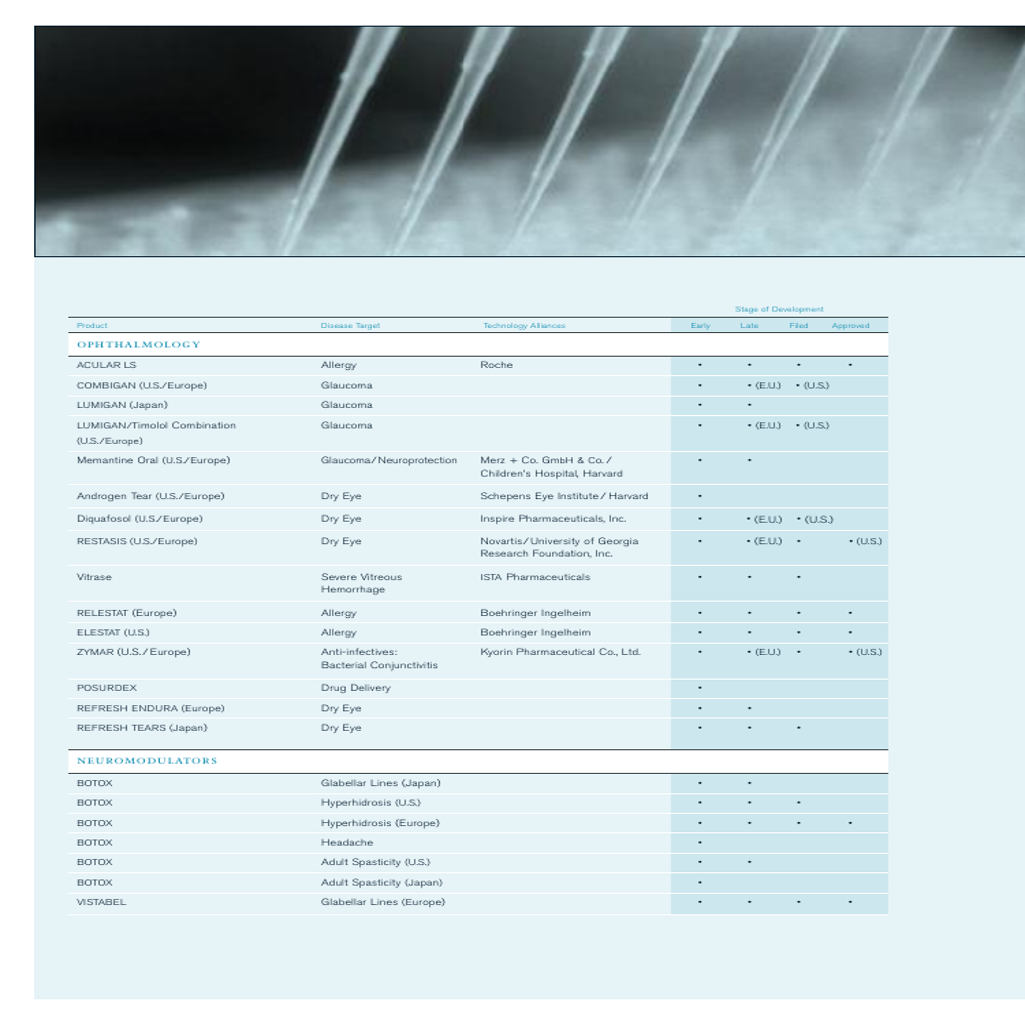 Stage of Development
Product Disease Target Technology Alliances Early Late Filed Approved
OPHTHALMOLOGY
ACULAR LS Allergy Roche • • • •
COMBIGAN (U.S./Europe) Glaucoma • • (E.U.) • (U.S.)
LUMIGAN (Japan) Glaucoma • •
LUMIGAN/Timolol Combination Glaucoma • • (E.U.) • (U.S.)
(U.S./Europe)
Memantine Oral (U.S./Europe) Glaucoma/Neuroprotection Merz + Co. GmbH & Co./ • •
Children's Hospital, Harvard
Androgen Tear (U.S./Europe) Dry Eye Schepens Eye Institute/Harvard •
Diquafosol (U.S./Europe) Dry Eye Inspire Pharmaceuticals, Inc. • • (E.U.) • (U.S.)
RESTASIS (U.S./Europe) Dry Eye Novartis/University of Georgia • • (E.U.) • • (U.S.)
Research Foundation, Inc.
Vitrase Severe Vitreous ISTA Pharmaceuticals • • •
Hemorrhage
RELESTAT (Europe) Allergy Boehringer Ingelheim • • • •
ELESTAT (U.S.) Allergy Boehringer Ingelheim • • • •
ZYMAR (U.S./Europe) Anti-infectives: Kyorin Pharmaceutical Co., Ltd. • • (E.U.) • • (U.S.)
Bacterial Conjunctivitis
POSURDEX Drug Delivery •
REFRESH ENDURA (Europe) Dry Eye • •
REFRESH TEARS (Japan) Dry Eye • • •
NEUROMODULATORS
BOTOX Glabellar Lines (Japan) • •
BOTOX Hyperhidrosis (U.S.) • • •
BOTOX Hyperhidrosis (Europe) • • • •
BOTOX Headache •
BOTOX Adult Spasticity (U.S.) • •
BOTOX Adult Spasticity (Japan) •
VISTABEL Glabellar Lines (Europe) • • • •